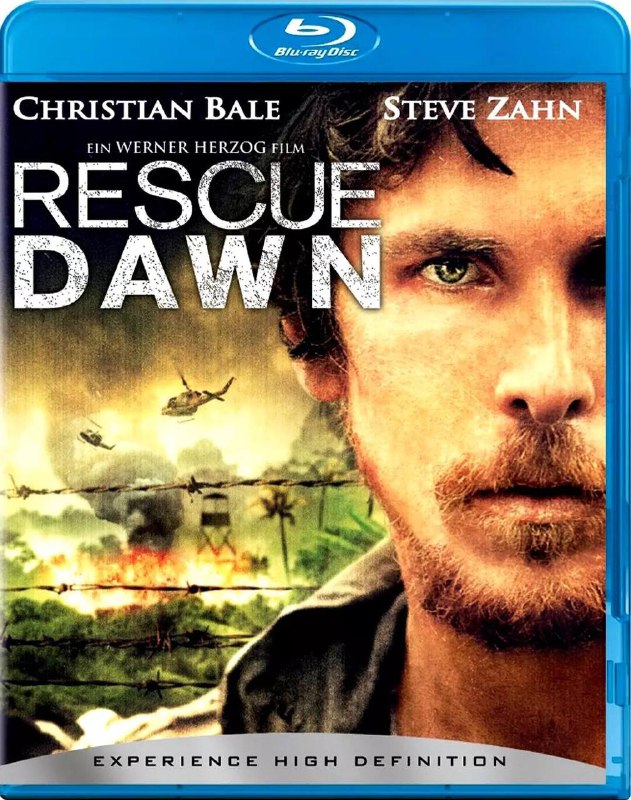 Blu-ray Disc
CHRISTIAN BALE STEVE ZAHN
EIN WERNER HERZOG FILM
RESCUE
DAWN
EXPERIENCE HIGH DEFINITION